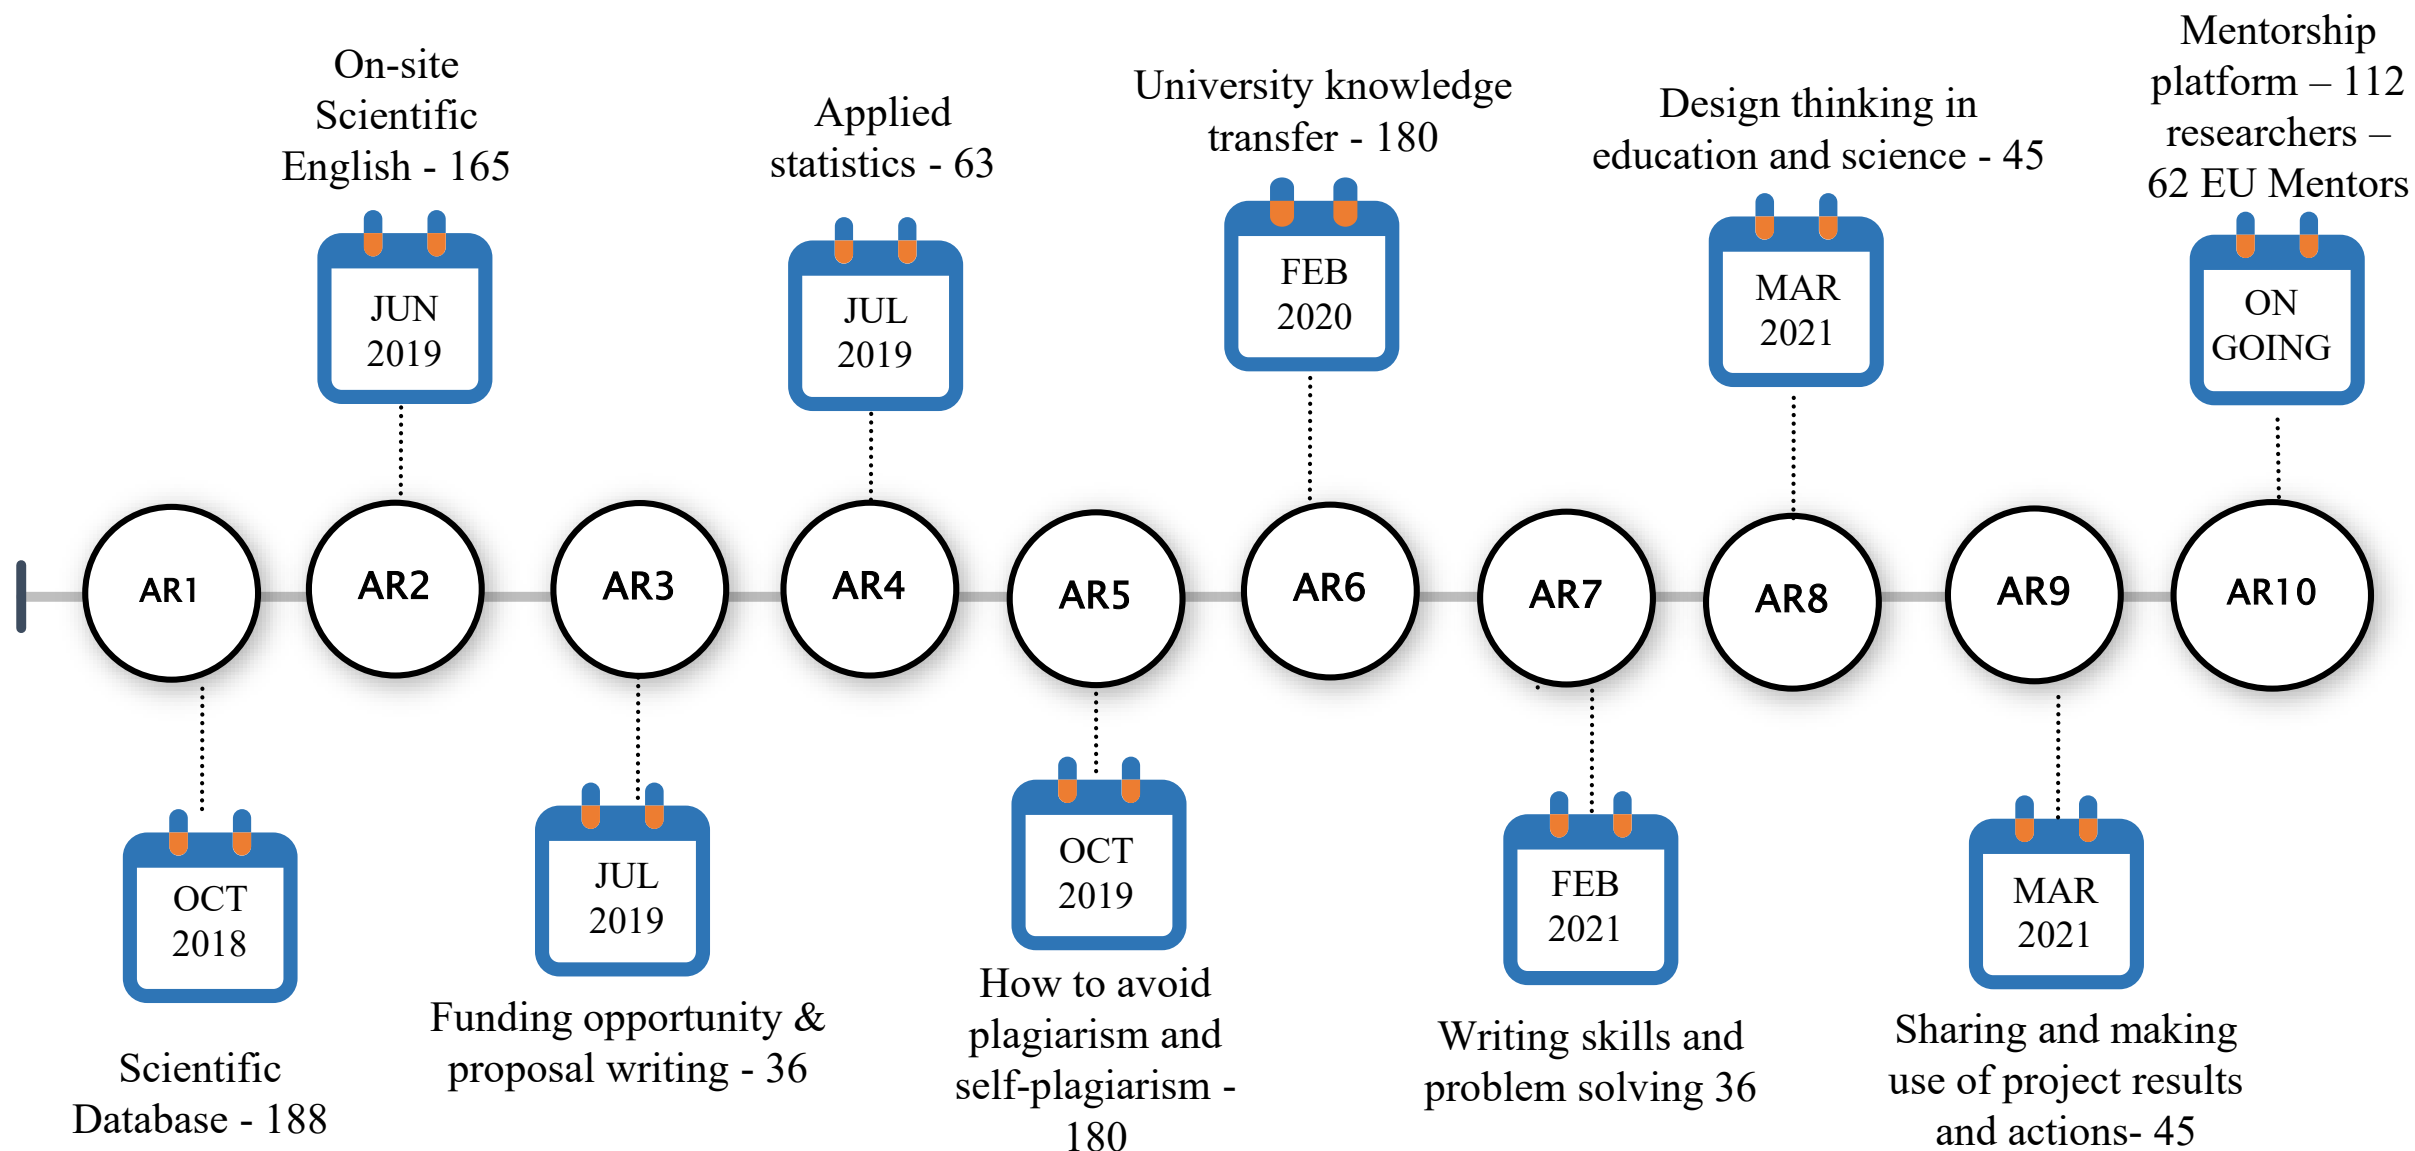 On-site
Scientific
English - 165
JUN
2019
Applied
statistics - 63
JUL
2019
University knowledge
transfer - 180
FEB
2020
Design thinking in
education and science - 45
MAR
2021
Mentorship
platform – 112
researchers –
62 EU Mentors
ON
GOING
AR1
AR2
AR3
AR4
AR5
AR6
AR7
AR8
AR9
AR10
OCT
2018
Scientific
Database - 188
JUL
2019
Funding opportunity &
proposal writing - 36
OCT
2019
How to avoid
plagiarism and
self-plagiarism -
180
FEB
2021
Writing skills and
problem solving 36
MAR
2021
Sharing and making
use of project results
and actions- 45